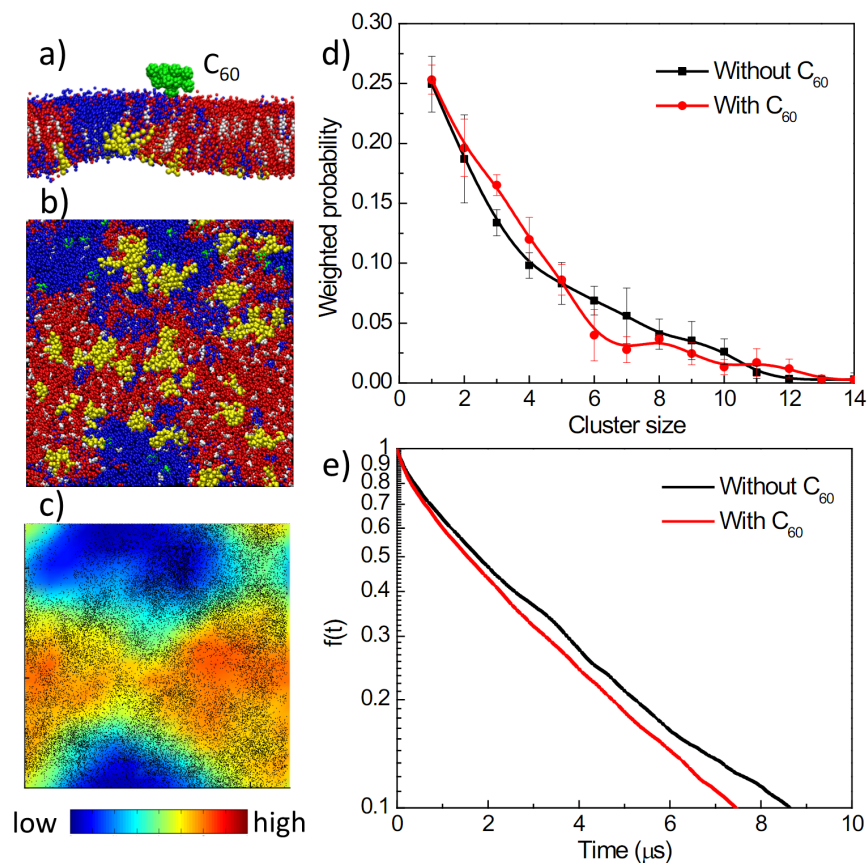 a)
C60
b)
c)
low high
d)
0.30
0.25
0.20
0.15
0.10
0.05
0.00
Weighted probability
Without C60
With C60
0 2 4 6 8 10 12 14
Cluster size
e)
1
0.9
0.8
0.7
0.6
0.5
0.4
0.3
0.2
0.1
f(t)
Without C60
With C60
0 2 4 6 8 10
Time (μs)